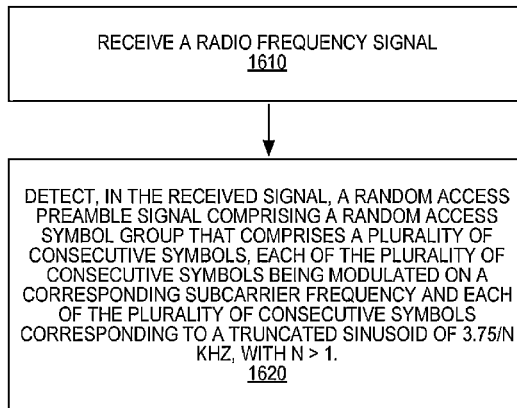 RECEIVE A RADIO FREQUENCY SIGNAL
1610
DETECT, IN THE RECEIVED SIGNAL, A RANDOM ACCESS
PREAMBLE SIGNAL COMPRISING A RANDOM ACCESS
SYMBOL GROUP THAT COMPRISES A PLURALITY OF
CONSECUTIVE SYMBOLS, EACH OF THE PLURALITY OF
CONSECUTIVE SYMBOLS BEING MODULATED ON A
CORRESPONDING SUBCARRIER FREQUENCY AND EACH
OF THE PLURALITY OF CONSECUTIVE SYMBOLS
CORRESPONDING TO A TRUNCATED SINUSOID OF 3.75/N
KHZ, WITH N > 1.
1620